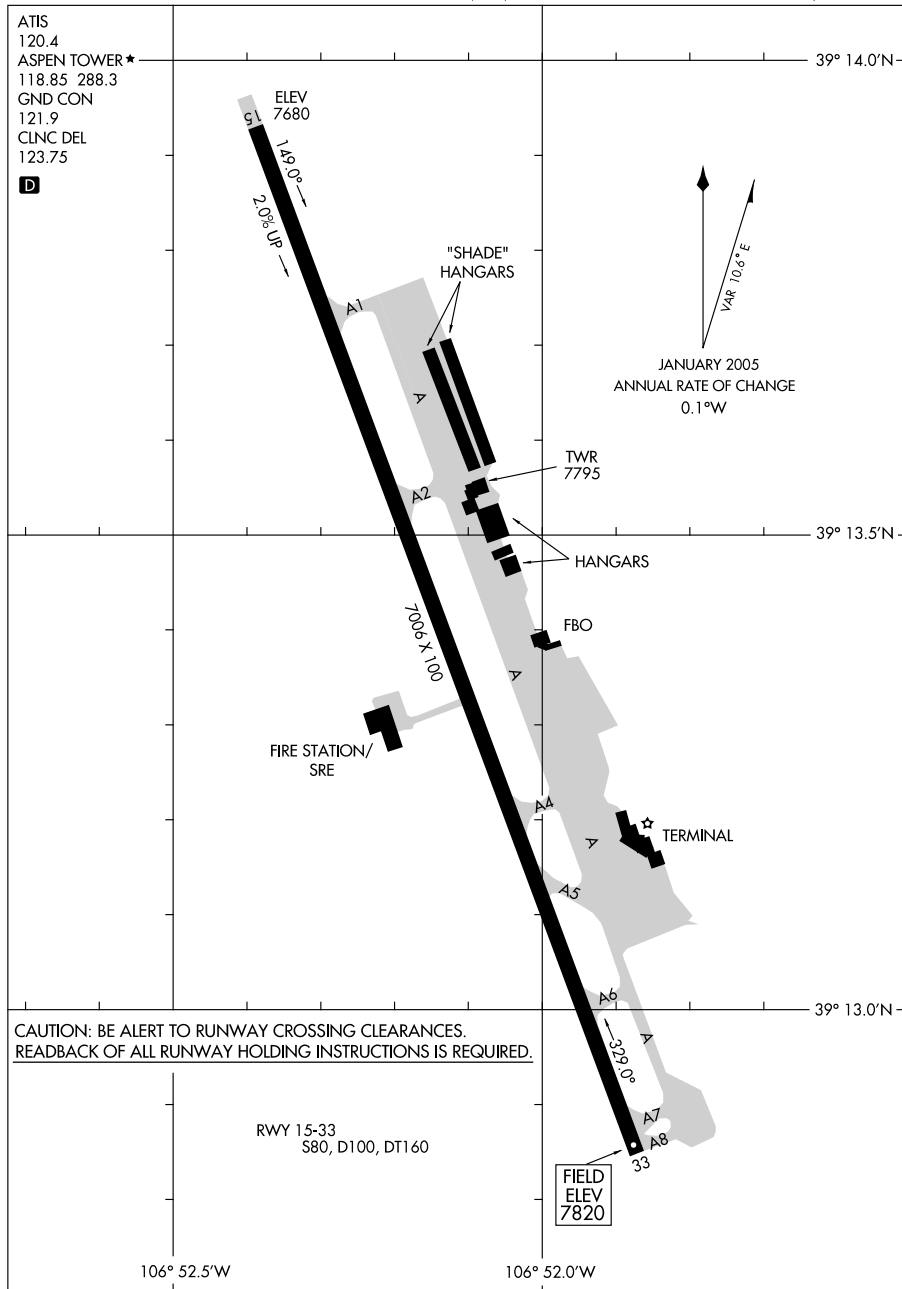 ATIS
120.4
ASPEN TOWER★
118.85 288.3
GND CON
121.9
CLNC DEL
123.75
D
39° 14.0'N
15
ELEV
7680
149.0°
2.0% UP
"SHADE"
HANGARS
VAR 10.6° E
JANUARY 2005
ANNUAL RATE OF CHANGE
0.1°W
A1
A
A2
TWR
7795
39° 13.5'N
HANGARS
7006 X 100
FBO
A
FIRE STATION/
SRE
A4
A
TERMINAL
A5
A6
39° 13.0'N
CAUTION: BE ALERT TO RUNWAY CROSSING CLEARANCES.
READBACK OF ALL RUNWAY HOLDING INSTRUCTIONS IS REQUIRED.
329.0°
A
A7
A8
RWY 15-33
S80, D100, DT160
33
FIELD
ELEV
7820
106° 52.5'W
106° 52.0'W